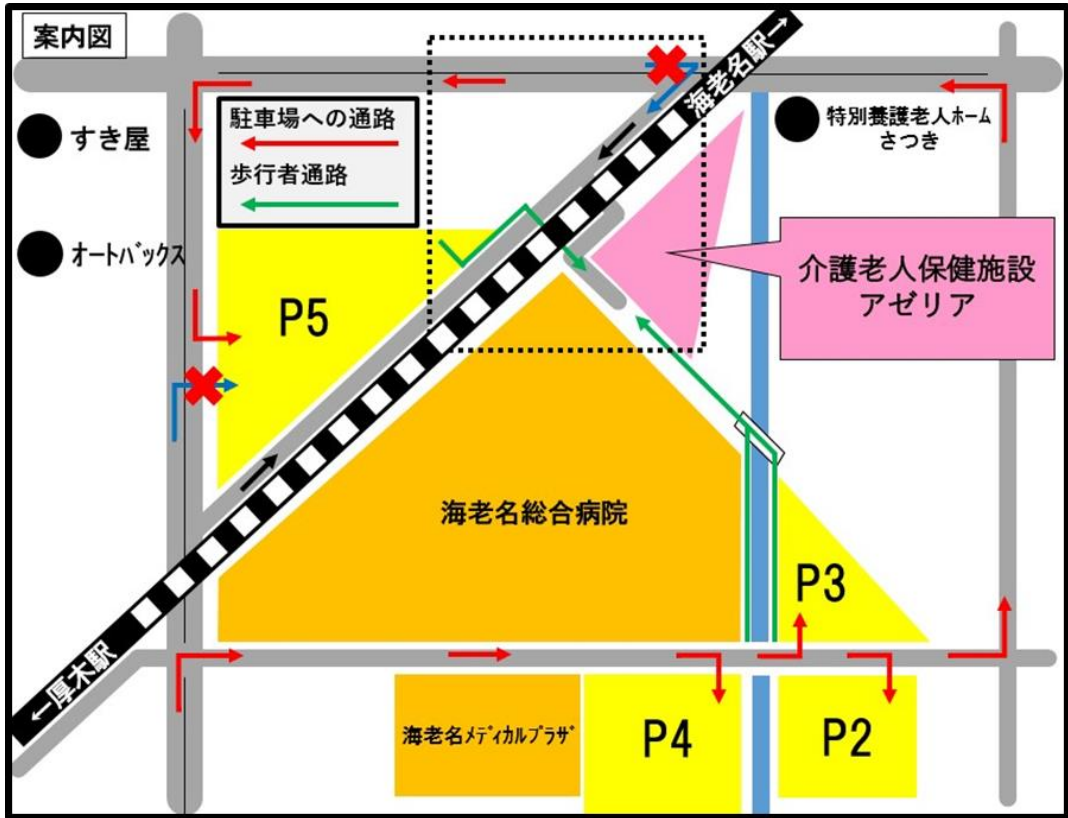 案内図
海老名駅→
すき屋
駐車場への通路
歩行者通路
特別養護老人ホーム
さつき
オートバックス
介護老人保健施設
アゼリア
P5
海老名総合病院
P3
←厚木駅
海老名メディカルプラザ
P4
P2